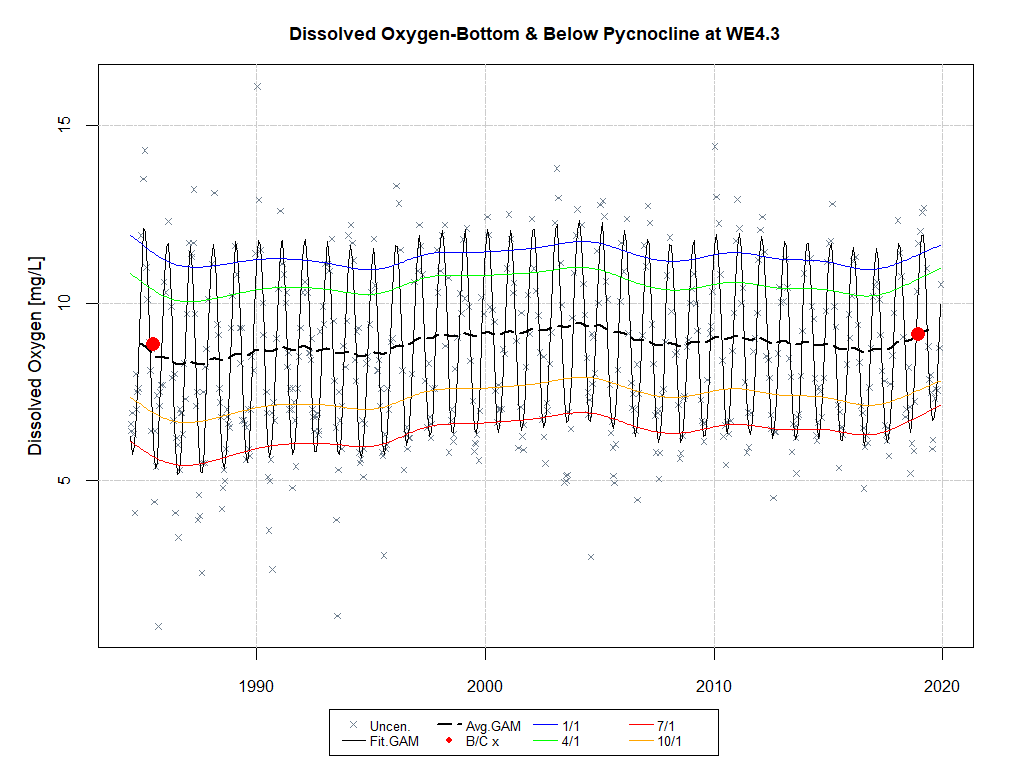 Dissolved Oxygen-Bottom & Below Pycnocline at WE4.3
Dissolved Oxygen [mg/L]
15
10
5
1990 2000 2010 2020
Uncen. Avg.GAM 1/1 7/1
Fit.GAM B/C x 4/1 10/1